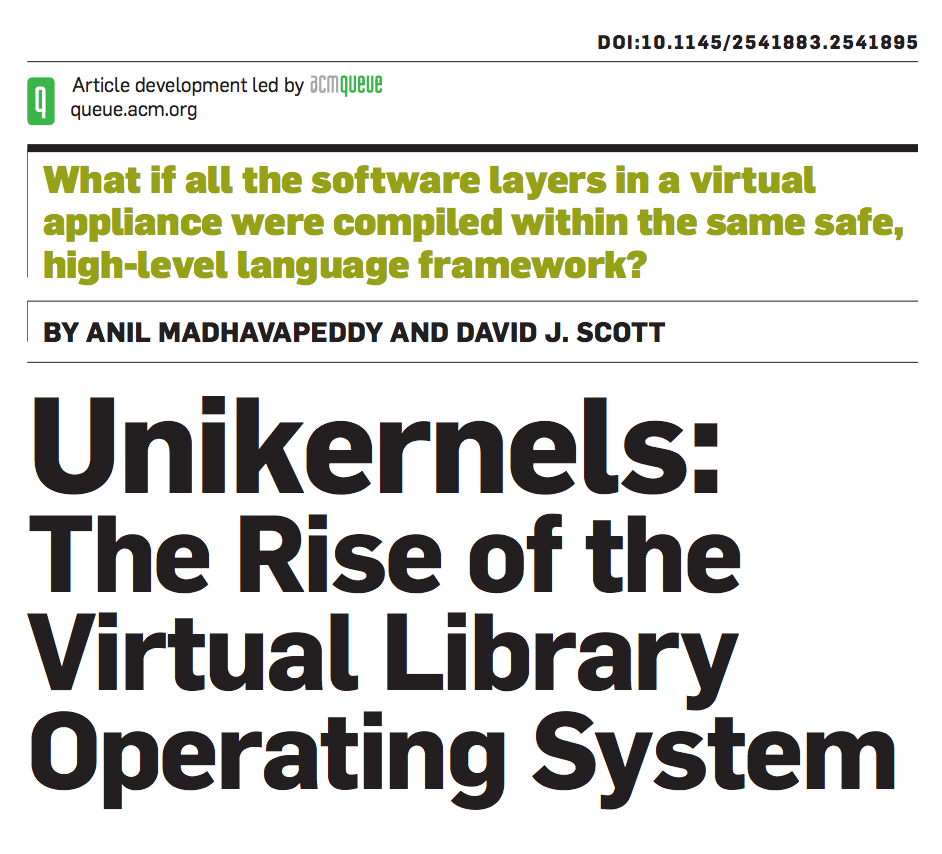 DOI:10.1145/2541883.2541895
q
Article development led by acmqueue
queue.acm.org
What if all the software layers in a virtual
appliance were compiled within the same safe,
high-level language framework?
BY ANIL MADHAVAPEDDY AND DAVID J. SCOTT
Unikernels:
The Rise of the
Virtual Library
Operating System